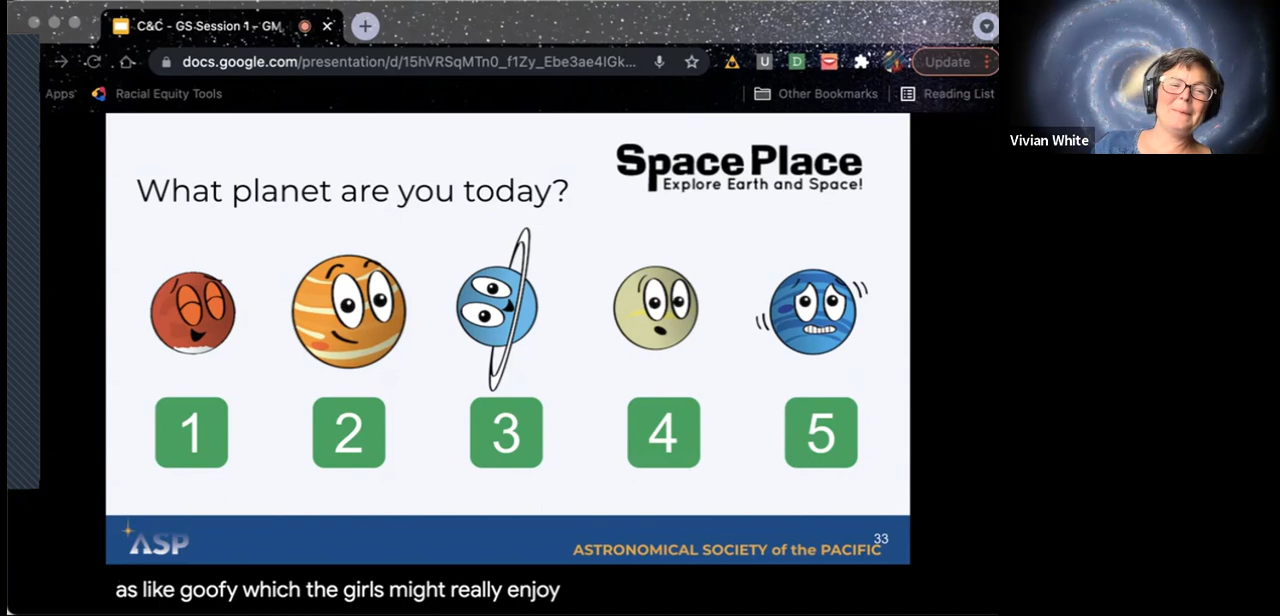 C&C - GS Session 1 - GM
docs.google.com/presentation/d/15hVRSqMTn0_f1Zy_Ebe3ae4IGk...
U
D
Update
Apps
Racial Equity Tools
Other Bookmarks
Reading List
Vivian White
What planet are you today?
Space Place
Explore Earth and Space!
1
2
3
4
5
ASP
ASTRONOMICAL SOCIETY of the PACIFIC
33
as like goofy which the girls might really enjoy